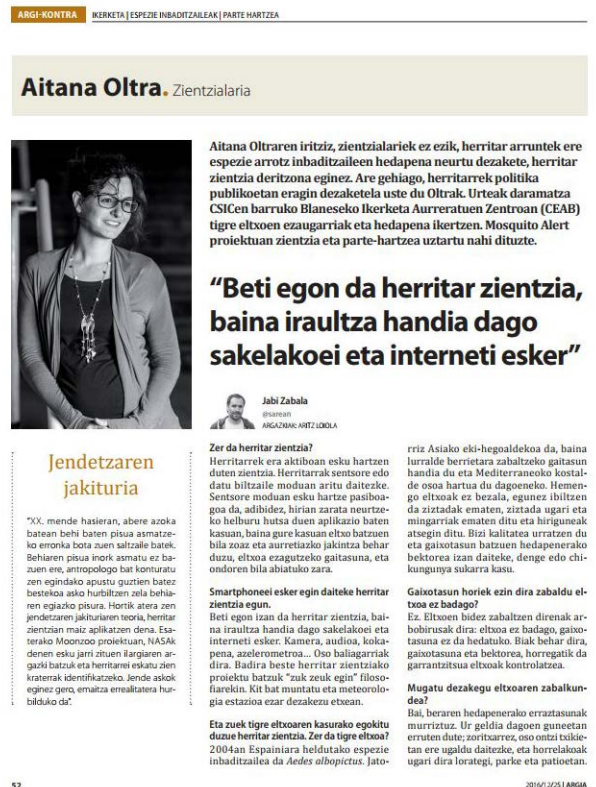 ARGI-KONTRA IKERKETA | ESPEZIE INBADITZAILEAK | PARTE HARTZEA
Aitana Oltra. Zientzialaria
Aitana Oltraren iritziz, zientzialariek ez ezik, herritar arruntek ere
espezie arrotz inbaditzaileen hedapena neurtu dezakete, herritar
zientzia deritzona eginez. Are gehiago, herritarrek politika
publikoetan eragin dezaketela uste du Oltrak. Urteak daramatza
CSICen barruko Blaneseko Ikerketa Aurreratuen Zentroan (CEAB)
tigre eltxoen ezaugarriak eta hedapena ikertzen. Mosquito Alert
proiektuan zientzia eta parte-hartzea uztartu nahi dituzte.
“Beti egon da herritar zientzia,
baina iraultza handia dago
sakelakoei eta interneti esker”
Jabi Zabala
@sarean
ARGAZKIAK: ARITZ LOIOLA
Jendetzaren
jakituria
"XX. mende hasieran, abere azoka
batean behi baten pisua asmatze-
ko erronka bota zuen saltzaile batek.
Behiaren pisua inork asmatu ez ba-
zuen ere, antropologo bat konturatu
zen egindako apustu guztien batez
bestekoa asko hurbiltzen zela behia-
ren egiazko pisura. Hortik atera zen
jendetzaren jakituriaren teoria, herritar
zientzian maiz aplikatzen dena. Esa-
terako Moonzoo proiektuan, NASAk
denen esku jarri zituen ilargiaren ar-
gazki batzuk eta herritarrei eskatu zien
kraterrak identifikatzeko. Jende askok
eginez gero, emaitza errealitatera hur-
bilduko da".
Zer da herritar zientzia?
Herritarrek era aktiboan esku hartzen
duten zientzia. Herritarrak sentsore edo
datu biltzaile moduan aritu daitezke.
Sentsore moduan esku hartze pasiboa-
goa da, adibidez, hirian zarata neurtze-
ko helburu hutsa duen aplikazio baten
kasuan, baina gure kasuan eltxo batzuen
bila zoaz eta aurretiazko jakintza behar
duzu, eltxoa ezagutzeko gaitasuna, eta
ondoren bila abiatuko zara.
Smartphoneei esker egin daiteke herritar
zientzia egun.
Beti egon izan da herritar zientzia, bai-
na iraultza handia dago sakelakoei eta
interneti esker. Kamera, audioa, koka-
pena, azelerometroa... Oso baliagarriak
dira. Badira beste herritar zientziako
proiektu batzuk "zuk zeuk egin" filoso-
fiarekin. Kit bat muntatu eta meteorolo-
gia estazioa ezar dezakezu etxean.
Eta zuek tigre eltxoaren kasurako egokitu
duzue herritar zientzia. Zer da tigre eltxoa?
2004an Espainiara heldutako espezie
inbaditzailea da Aedes albopictus. Jato-
rriz Asiako eki-hegoaldekoa da, baina
lurralde berrietara zabaltzeko gaitasun
handia du eta Mediterraneoko kostal-
de osoa hartua du dagoeneko. Hemen-
go eltxoak ez bezala, egunez ibiltzen
da ziztadak ematen, ziztada ugari eta
mingarriak ematen ditu eta hiriguneak
atsegin ditu. Bizi kalitatea urratzen du
eta gaixotasun batzuen hedapenerako
bektorea izan daiteke, denge edo chi-
kungunya sukarra kasu.
Gaixotasun horiek ezin dira zabaldu el-
txoa ez badago?
Ez. Eltxoen bidez zabaltzen direnak ar-
bobirusak dira: eltxoa ez badago, gaixo-
tasuna ez da hedatuko. Biak behar dira,
gaixotasuna eta bektorea, horregatik da
garrantzitsua eltxoak kontrolatzea.
Mugatu dezakegu eltxoaren zabalkun-
dea?
Bai, beraren hedapenerako erraztasunak
murriztuz. Ur geldia dagoen guneetan
erruten dute; zoritxarrez, oso ontzi txikie-
tan ere ugaldu daitezke, eta horrelakoak
ugari dira lorategi, parke eta patioetan.
52
2016/12/25 | ARGIA